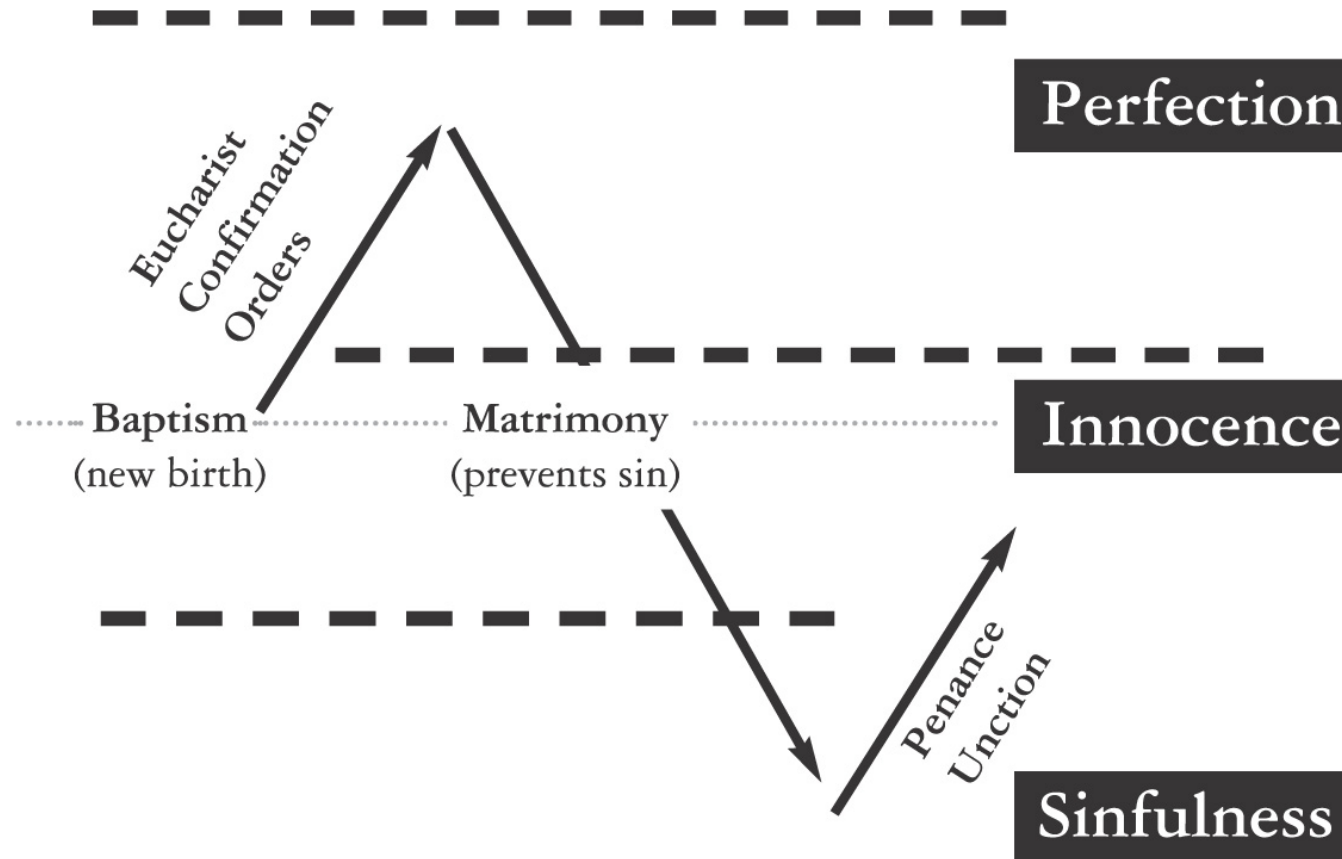 Perfection
Eucharist
Confirmation
Orders
Baptism
(new birth)
Matrimony
(prevents sin)
Innocence
Penance
Unction
Sinfulness